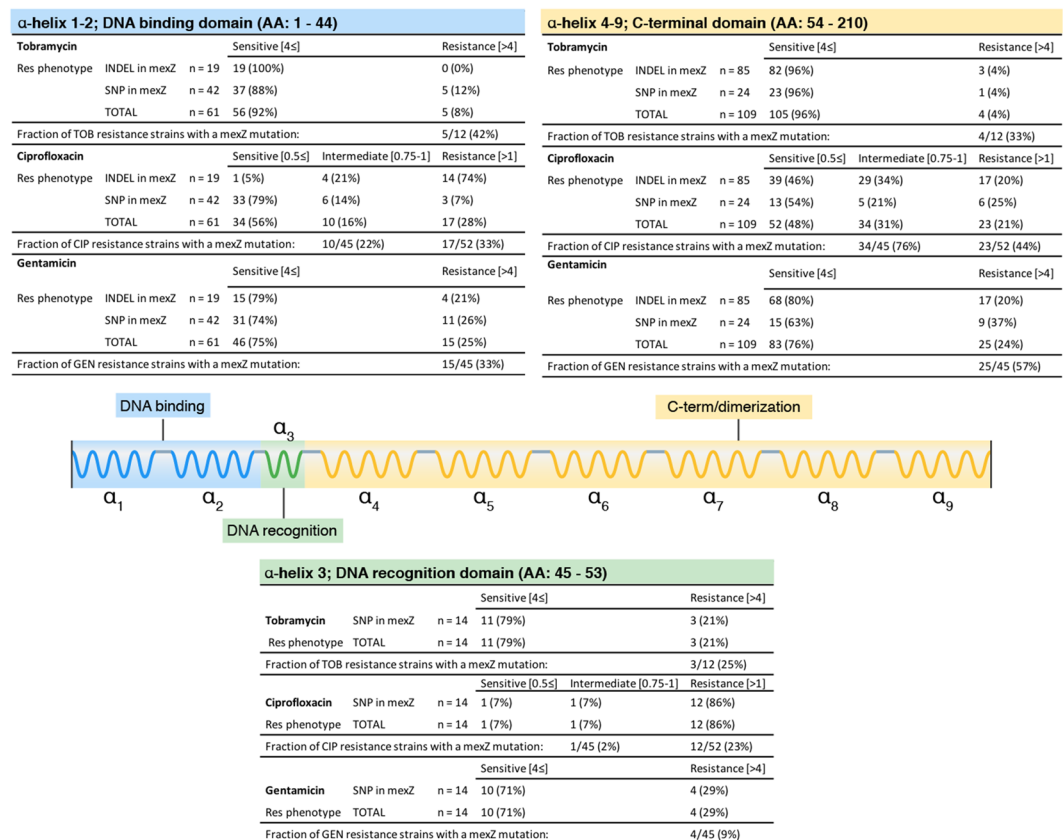 α-helix 1-2; DNA binding domain (AA: 1 - 44)
Tobramycin Sensitive [4≤] Resistance [>4]
Res phenotype INDEL in mexZ n = 19 19 (100%) 0 (0%)
SNP in mexZ n = 42 37 (88%) 5 (12%)
TOTAL n = 61 56 (92%) 5 (8%)
Fraction of TOB resistance strains with a mexZ mutation: 5/12 (42%)
Ciprofloxacin Sensitive [0.5≤] Intermediate [0.75-1] Resistance [>1]
Res phenotype INDEL in mexZ n = 19 1 (5%) 4 (21%) 14 (74%)
SNP in mexZ n = 42 33 (79%) 6 (14%) 3 (7%)
TOTAL n = 61 34 (56%) 10 (16%) 17 (28%)
Fraction of CIP resistance strains with a mexZ mutation: 10/45 (22%) 17/52 (33%)
Gentamicin Sensitive [4≤] Resistance [>4]
Res phenotype INDEL in mexZ n = 19 15 (79%) 4 (21%)
SNP in mexZ n = 42 31 (74%) 11 (26%)
TOTAL n = 61 46 (75%) 15 (25%)
Fraction of GEN resistance strains with a mexZ mutation: 15/45 (33%)
α-helix 4-9; C-terminal domain (AA: 54 - 210)
Tobramycin Sensitive [4≤] Resistance [>4]
Res phenotype INDEL in mexZ n = 85 82 (96%) 3 (4%)
SNP in mexZ n = 24 23 (96%) 1 (4%)
TOTAL n = 109 105 (96%) 4 (4%)
Fraction of TOB resistance strains with a mexZ mutation: 4/12 (33%)
Ciprofloxacin Sensitive [0.5≤] Intermediate [0.75-1] Resistance [>1]
Res phenotype INDEL in mexZ n = 85 39 (46%) 29 (34%) 17 (20%)
SNP in mexZ n = 24 13 (54%) 5 (21%) 6 (25%)
TOTAL n = 109 52 (48%) 34 (31%) 23 (21%)
Fraction of CIP resistance strains with a mexZ mutation: 34/45 (76%) 23/52 (44%)
Gentamicin Sensitive [4≤] Resistance [>4]
Res phenotype INDEL in mexZ n = 85 68 (80%) 17 (20%)
SNP in mexZ n = 24 15 (63%) 9 (37%)
TOTAL n = 109 83 (76%) 25 (24%)
Fraction of GEN resistance strains with a mexZ mutation: 25/45 (57%)
DNA binding
C-term/dimerization
α3
α1 α2 α4 α5 α6 α7 α8 α9
DNA recognition
α-helix 3; DNA recognition domain (AA: 45 - 53)
Sensitive [4≤] Resistance [>4]
Tobramycin SNP in mexZ n = 14 11 (79%) 3 (21%)
Res phenotype TOTAL n = 14 11 (79%) 3 (21%)
Fraction of TOB resistance strains with a mexZ mutation: 3/12 (25%)
Sensitive [0.5≤] Intermediate [0.75-1] Resistance [>1]
Ciprofloxacin SNP in mexZ n = 14 1 (7%) 1 (7%) 12 (86%)
Res phenotype TOTAL n = 14 1 (7%) 1 (7%) 12 (86%)
Fraction of CIP resistance strains with a mexZ mutation: 1/45 (2%) 12/52 (23%)
Sensitive [4≤] Resistance [>4]
Gentamicin SNP in mexZ n = 14 10 (71%) 4 (29%)
Res phenotype TOTAL n = 14 10 (71%) 4 (29%)
Fraction of GEN resistance strains with a mexZ mutation: 4/45 (9%)